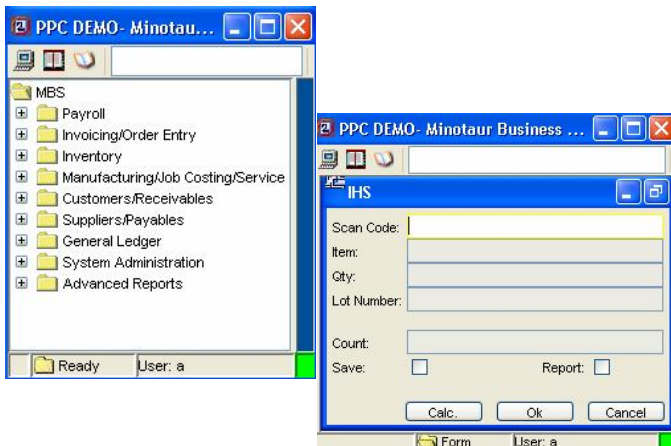 PPC DEMO- Minotau...
MBS
Payroll
Invoicing/Order Entry
Inventory
Manufacturing/Job Costing/Service
Customers/Receivables
Suppliers/Payables
General Ledger
System Administration
Advanced Reports
Ready User: a
PPC DEMO- Minotaur Business ...
IHS
Scan Code:
Item:
Qty:
Lot Number:
Count:
Save: Report:
Calc. Ok Cancel
Form User: a